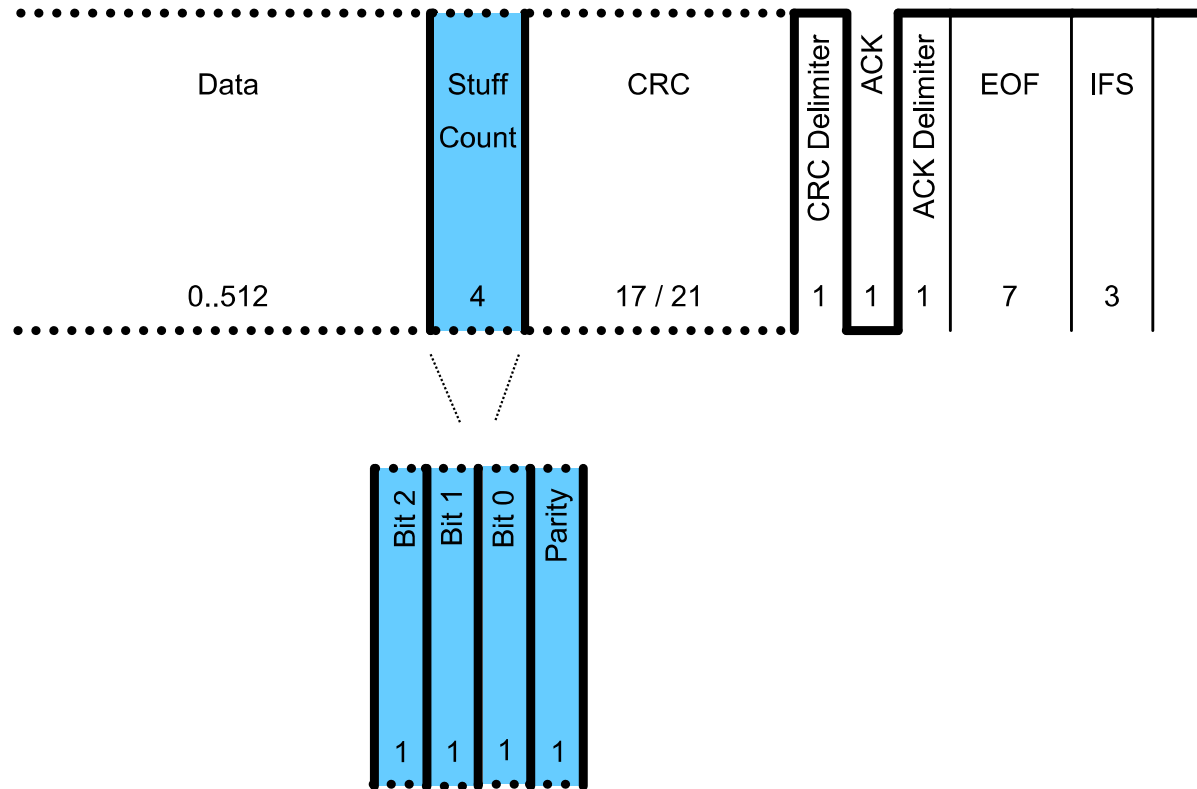 Data
Stuff
Count
CRC
CRC Delimiter
ACK
ACK Delimiter
EOF
IFS
0..512
4
17 / 21
1
1
1
7
3
Bit 2
Bit 1
Bit 0
Parity
1
1
1
1